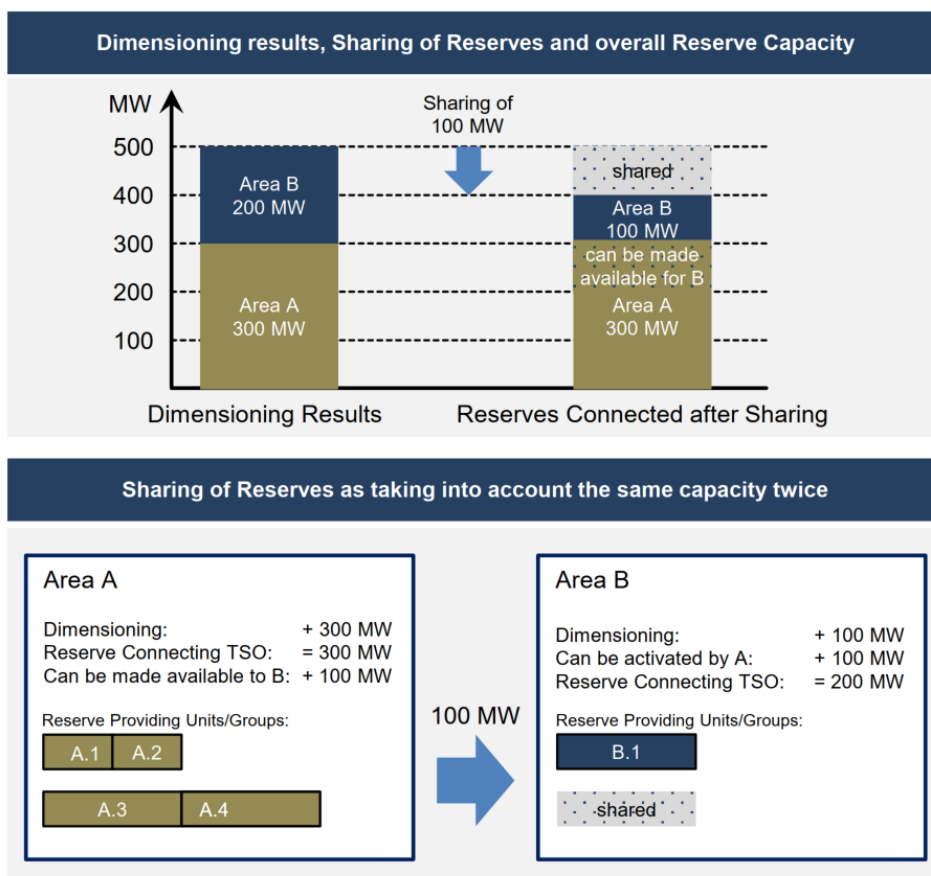 Dimensioning results, Sharing of Reserves and overall Reserve Capacity
MW
Sharing of
100 MW
500
400
300
200
100
Area B
200 MW
Area A
300 MW
shared
Area B
100 MW
can be made
available for B
Area A
300 MW
Dimensioning Results
Reserves Connected after Sharing
Sharing of Reserves as taking into account the same capacity twice
Area A
Dimensioning: + 300 MW
Reserve Connecting TSO: = 300 MW
Can be made available to B: + 100 MW
Reserve Providing Units/Groups:
A.1 A.2
A.3 A.4
100 MW
Area B
Dimensioning: + 100 MW
Can be activated by A: + 100 MW
Reserve Connecting TSO: = 200 MW
Reserve Providing Units/Groups:
B.1
shared